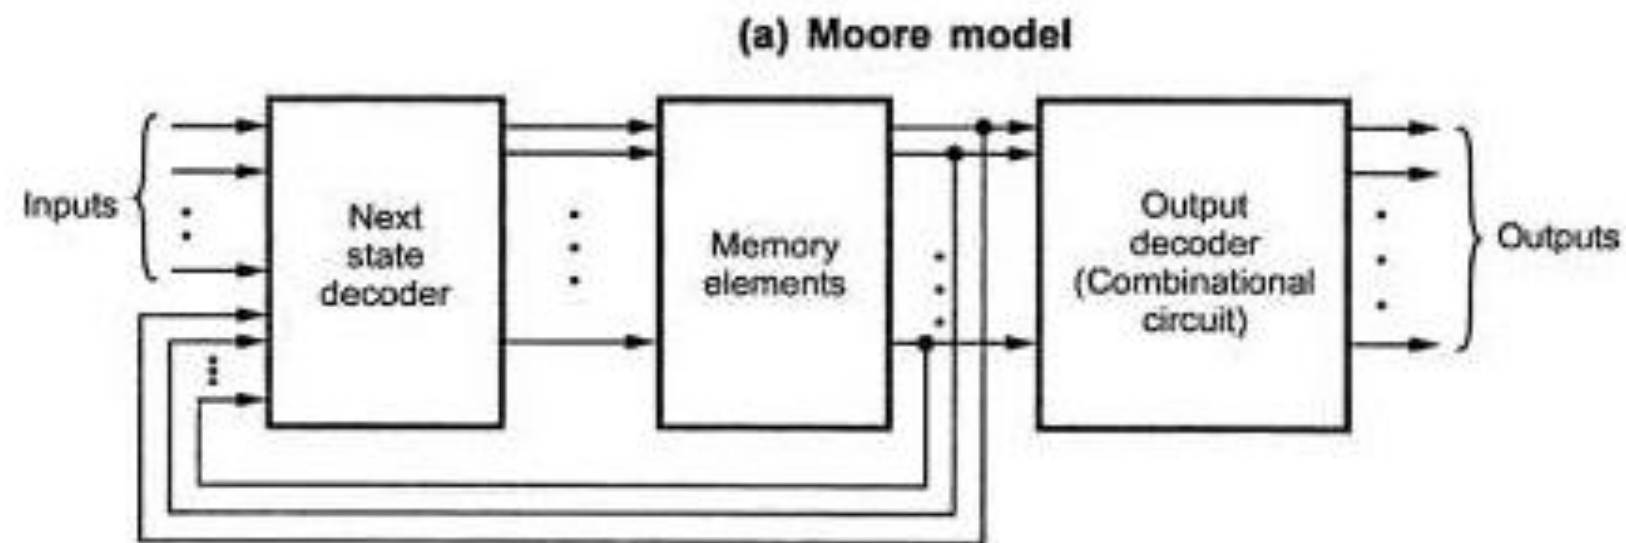 (a) Moore model
Inputs
Next
state
decoder
Memory
elements
Output
decoder
(Combinational
circuit)
Outputs